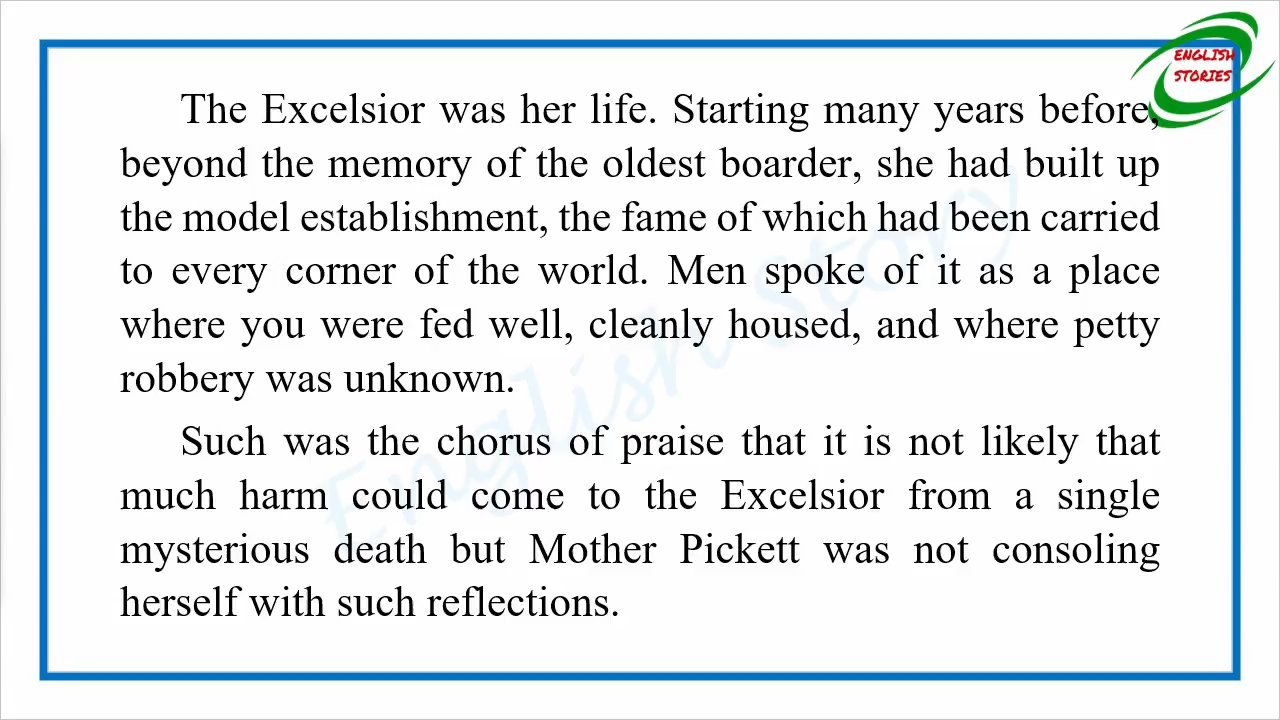 ENGLISH
STORIES
The Excelsior was her life. Starting many years before,
beyond the memory of the oldest boarder, she had built up
the model establishment, the fame of which had been carried
to every corner of the world. Men spoke of it as a place
where you were fed well, cleanly housed, and where petty
robbery was unknown.
Such was the chorus of praise that it is not likely that
much harm could come to the Excelsior from a single
mysterious death but Mother Pickett was not consoling
herself with such reflections.
English Story